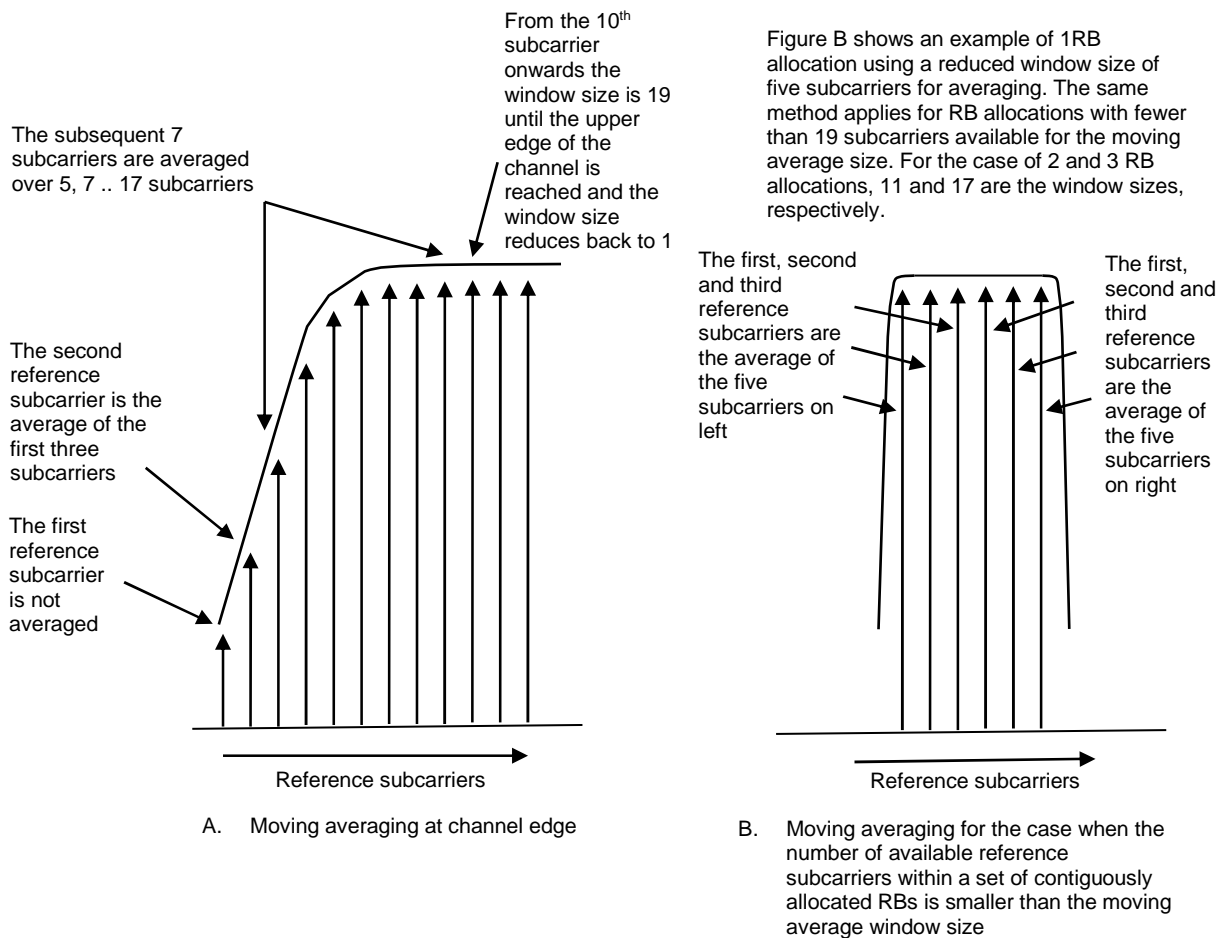 From the 10th
subcarrier
onwards the
window size is 19
until the upper
edge of the
channel is
reached and the
window size
reduces back to 1
The subsequent 7
subcarriers are averaged
over 5, 7 .. 17 subcarriers
The second
reference
subcarrier is the
average of the
first three
subcarriers
The first
reference
subcarrier
is not
averaged
Reference subcarriers
A. Moving averaging at channel edge
Figure B shows an example of 1RB
allocation using a reduced window size of
five subcarriers for averaging. The same
method applies for RB allocations with fewer
than 19 subcarriers available for the moving
average size. For the case of 2 and 3 RB
allocations, 11 and 17 are the window sizes,
respectively.
The first, second
and third
reference
subcarriers are
the average of
the five
subcarriers on
left
The first,
second and
third
reference
subcarriers
are the
average of
the five
subcarriers
on right
Reference subcarriers
B. Moving averaging for the case when the
number of available reference
subcarriers within a set of contiguously
allocated RBs is smaller than the moving
average window size